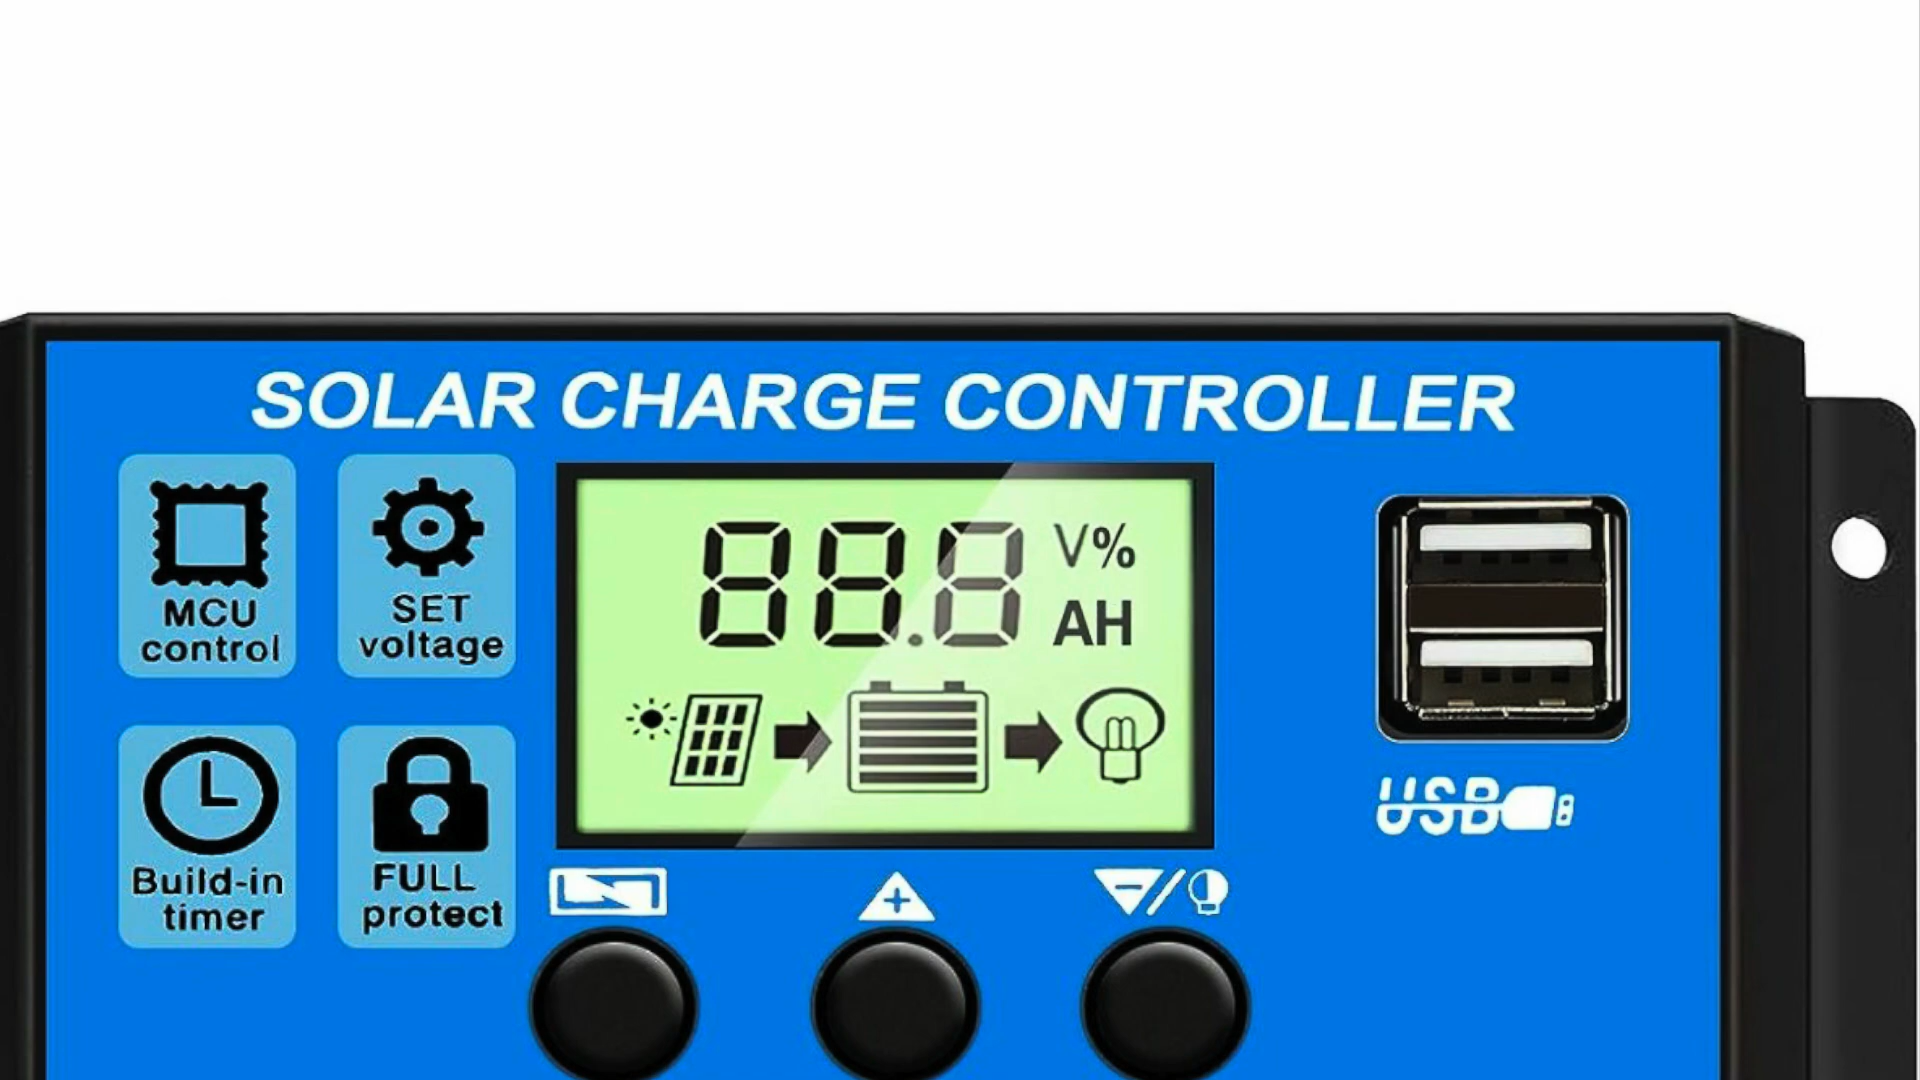 SOLAR CHARGE CONTROLLER
MCU
control
SET
voltage
88.8
V%
AH
Build-in
timer
FULL
protect
USB